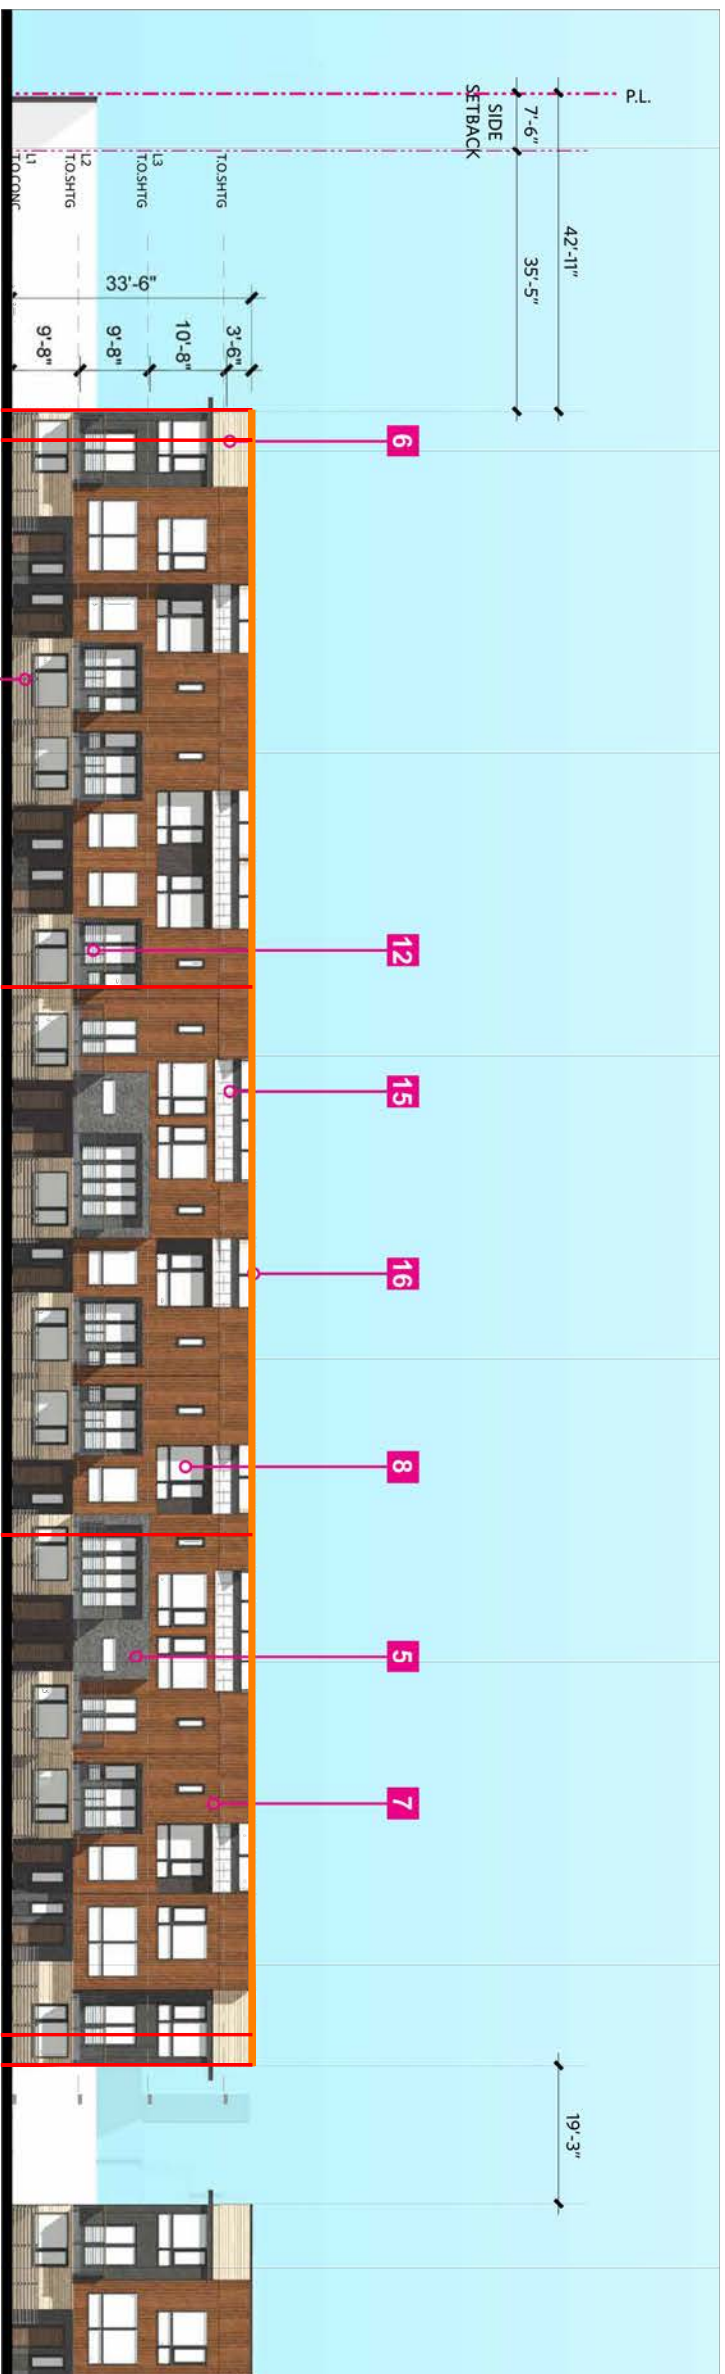 P.L.
7'-6"
SIDE
SETBACK
42'-11"
35'-5"
T.O.SHTG
L3
T.O.SHTG
L2
T.O.SHTG
L1
T.O.CONC
33'-6"
3'-6"
10'-8"
9'-8"
9'-8"
6
12
15
16
8
5
7
19'-3"